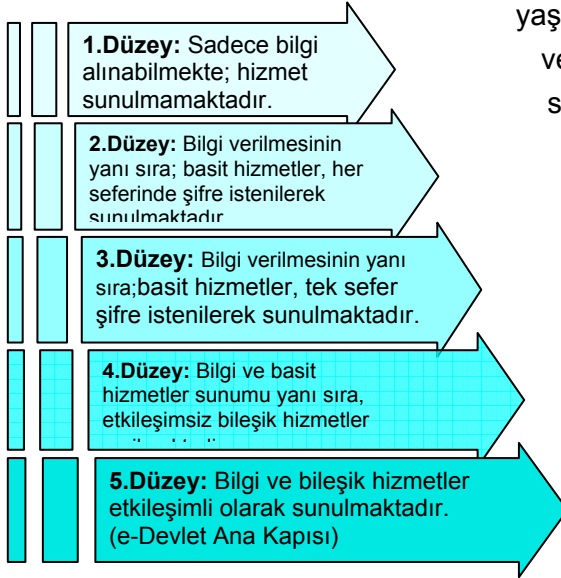 yaş
ve
s
1.Düzey: Sadece bilgi
alınabilmekte; hizmet
sunulmamaktadır.
2.Düzey: Bilgi verilmesinin
yanı sıra; basit hizmetler, her
seferinde şifre istenilerek
sunulmaktadır
3.Düzey: Bilgi verilmesinin yanı
sıra;basit hizmetler, tek sefer
şifre istenilerek sunulmaktadır.
4.Düzey: Bilgi ve basit
hizmetler sunumu yanı sıra,
etkileşimsiz bileşik hizmetler
5.Düzey: Bilgi ve bileşik hizmetler
etkileşimli olarak sunulmaktadır.
(e-Devlet Ana Kapısı)